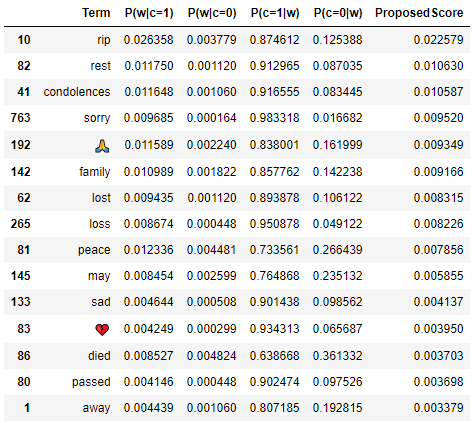 Term P(w|c=1) P(w|c=0) P(c=1|w) P(c=0|w) ProposedScore
10 rip 0.026358 0.003779 0.874612 0.125388 0.022579
82 rest 0.011750 0.001120 0.912965 0.087035 0.010630
41 condolences 0.011648 0.001060 0.916555 0.083445 0.010587
763 sorry 0.009685 0.000164 0.983318 0.016682 0.009520
192 🙏 0.011589 0.002240 0.838001 0.161999 0.009349
142 family 0.010989 0.001822 0.857762 0.142238 0.009166
62 lost 0.009435 0.001120 0.893878 0.106122 0.008315
265 loss 0.008674 0.000448 0.950878 0.049122 0.008226
81 peace 0.012336 0.004481 0.733561 0.266439 0.007856
145 may 0.008454 0.002599 0.764868 0.235132 0.005855
133 sad 0.004644 0.000508 0.901438 0.098562 0.004137
83 💔 0.004249 0.000299 0.934313 0.065687 0.003950
86 died 0.008527 0.004824 0.638668 0.361332 0.003703
80 passed 0.004146 0.000448 0.902474 0.097526 0.003698
1 away 0.004439 0.001060 0.807185 0.192815 0.003379